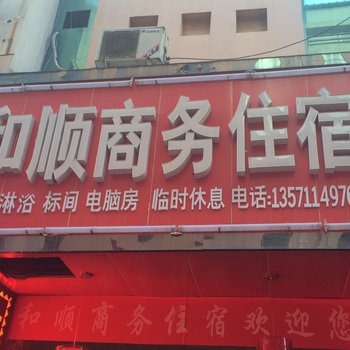 和顺商务住宿
淋浴 标间 电脑房 临时休息 电话:1357114976
和顺商务住宿欢迎您